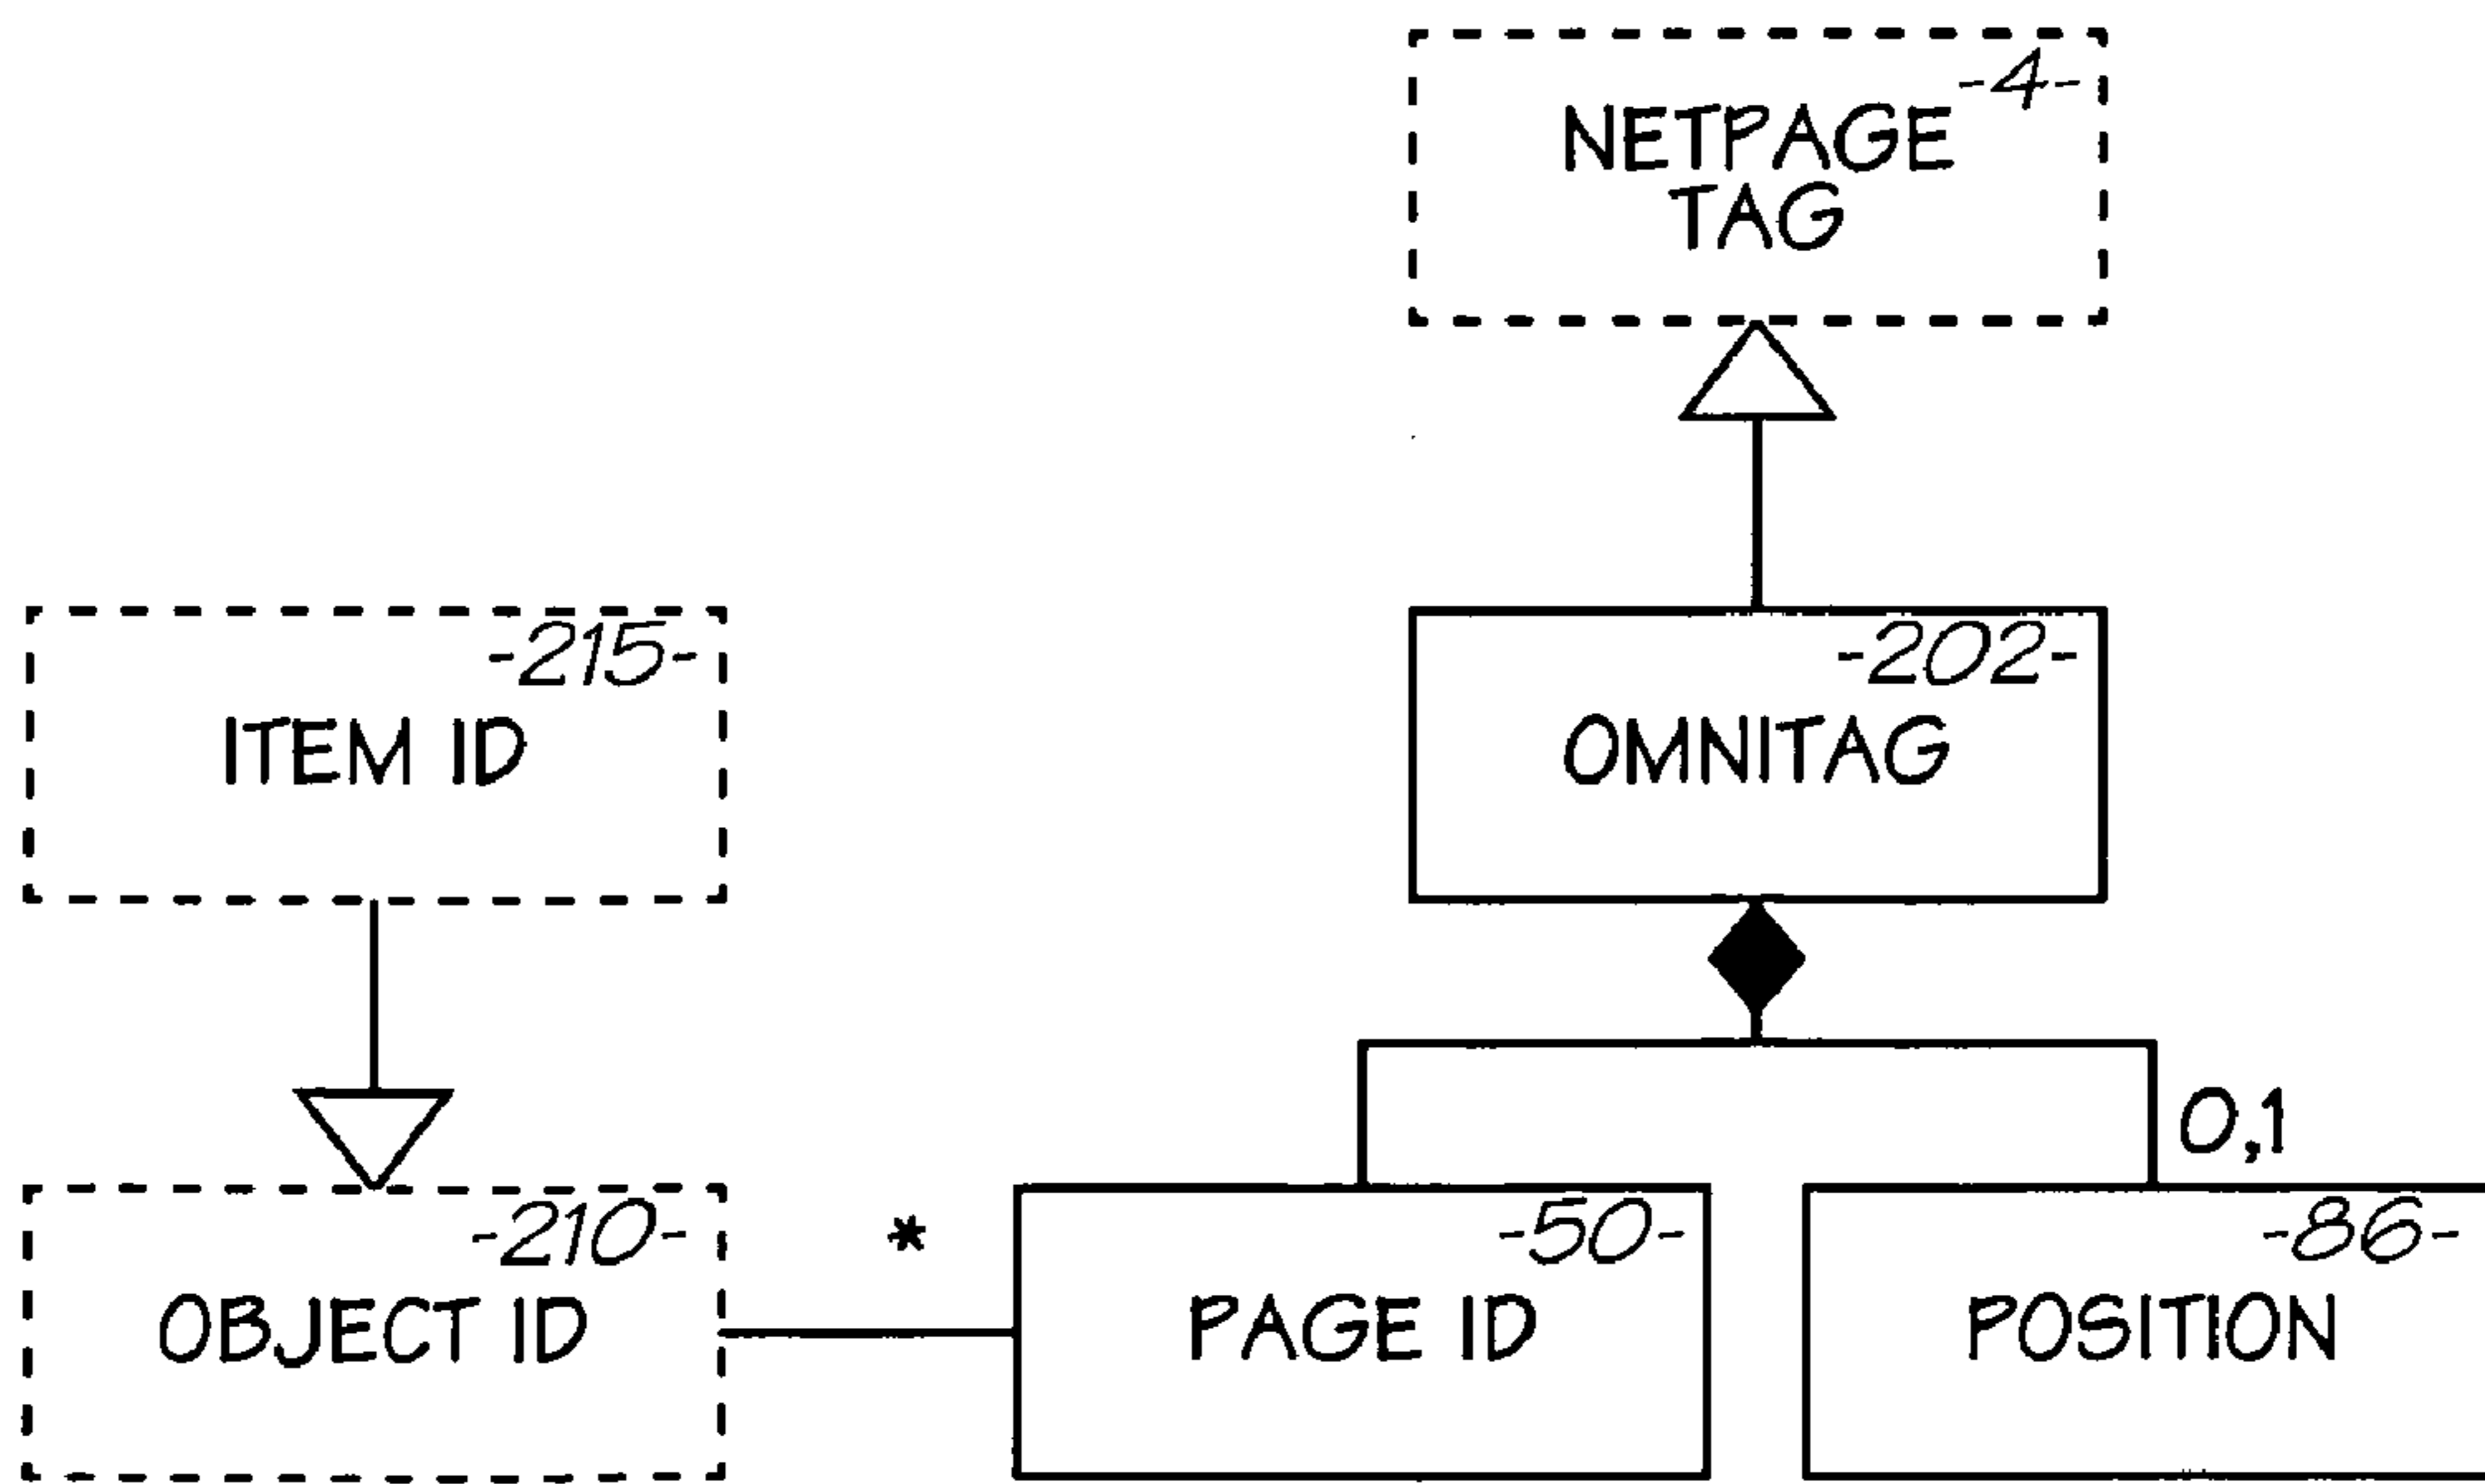 -4-
NETPAGE
TAG
-215-
ITEM ID
-202-
OMNITAG
0,1
-210-
OBJECT ID
*
-50-
PAGE ID
-86-
POSITION